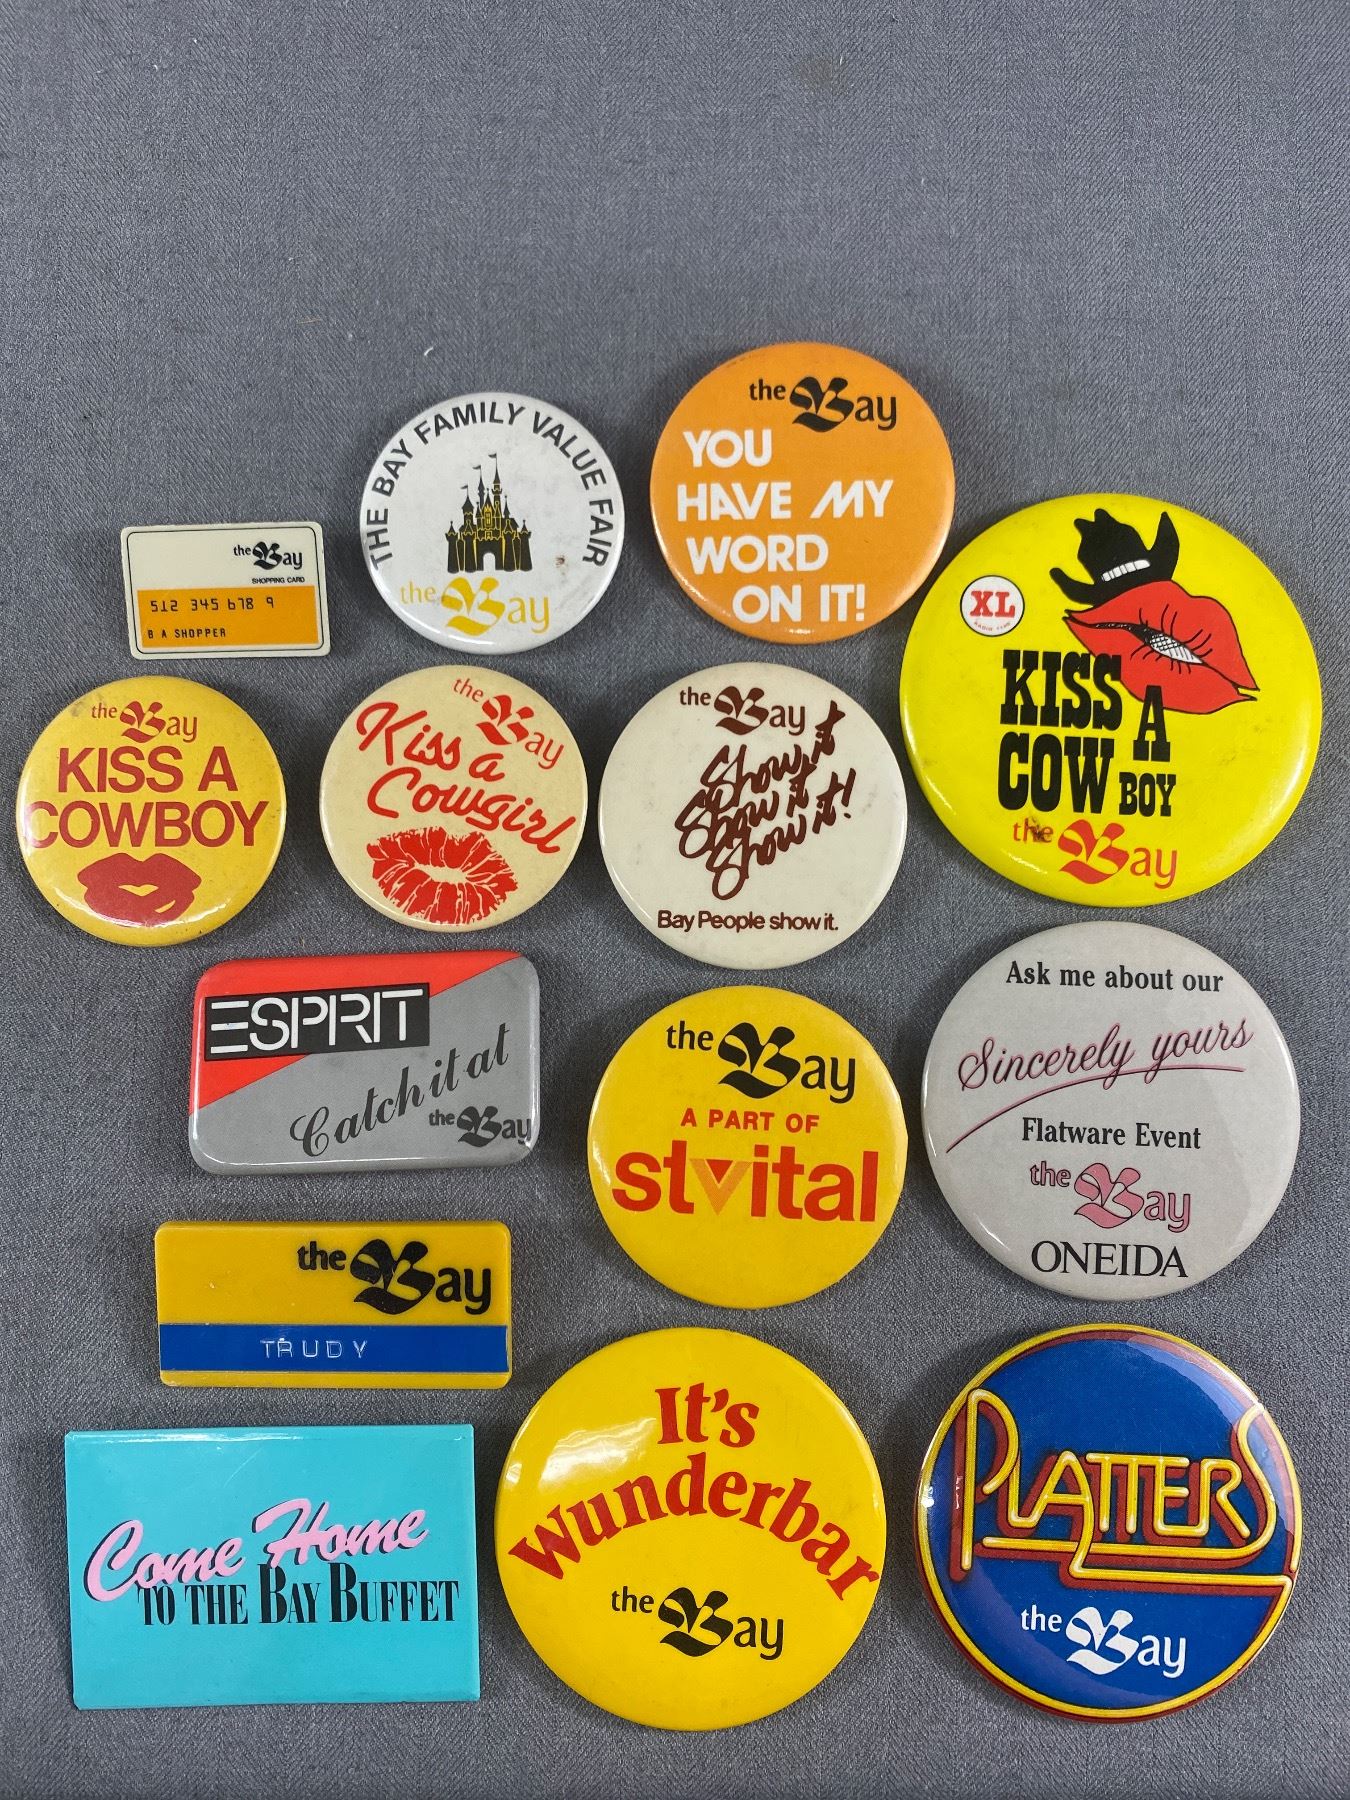 THE BAY FAMILY VALUE FAIR
the Bay
the Bay
YOU
HAVE MY
WORD
ON IT!
the Bay
SHOPPING CARD
512 345 678 9
B A SHOPPER
XL
KISS A
COWBOY
the Bay
the Bay
KISS A
COWBOY
the Bay
Kiss a
Cowgirl
the Bay
Show it
Show it
Show it!
Bay People show it.
ESPRIT
Catch it at
the Bay
the Bay
A PART OF
st vital
Ask me about our
Sincerely yours
Flatware Event
the Bay
ONEIDA
the Bay
TRUDY
Come Home
TO THE BAY BUFFET
It's
Wunderbar
the Bay
PLATTERS
the Bay